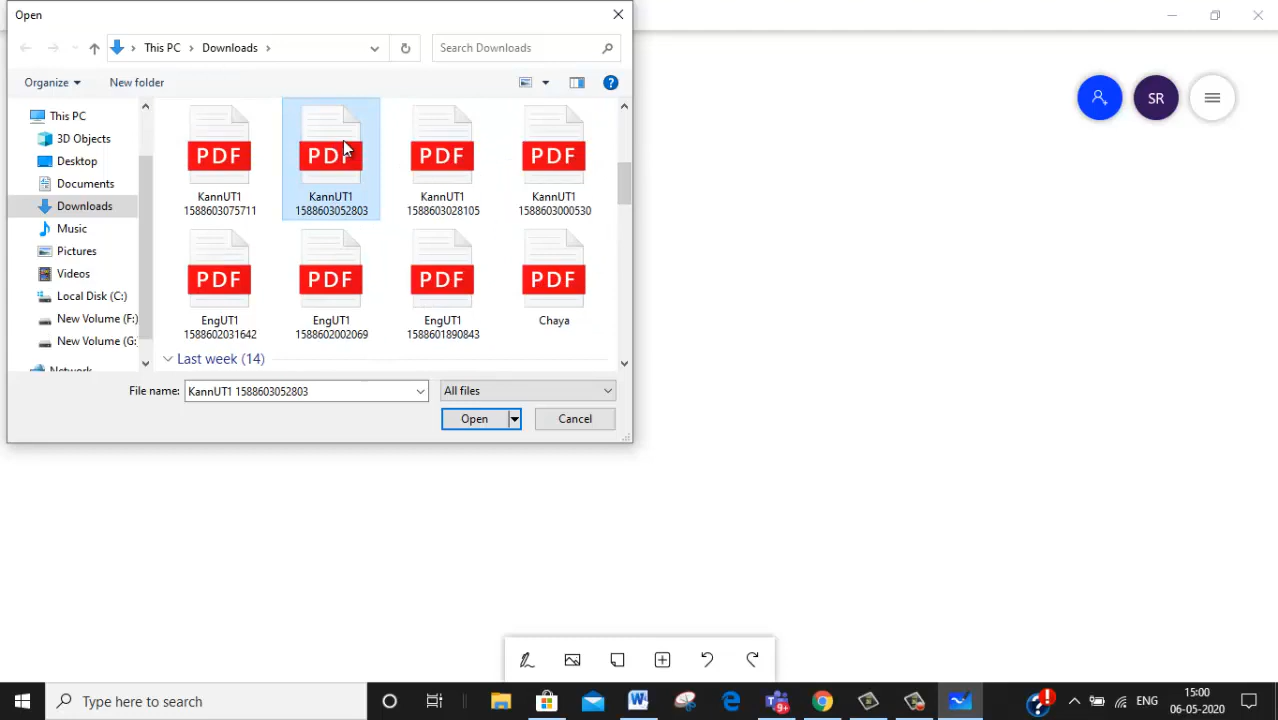 Open
This PC
Downloads
Search Downloads
Organize
New folder
?
SR
This PC
3D Objects
Desktop
Documents
Downloads
Music
Pictures
Videos
Local Disk (C:)
New Volume (F:)
New Volume (G:
Network
PDF
PDF
PDF
PDF
KannUT1
1588603075711
KannUT1
1588603052803
KannUT1
1588603028105
KannUT1
1588603000530
PDF
PDF
PDF
PDF
EngUT1
1588602031642
EngUT1
1588602002069
EngUT1
1588601890843
Chaya
Last week (14)
File name:
KannUT1 1588603052803
All files
Open
Cancel
Type here to search
W
9+
ENG
15:00
06-05-2020